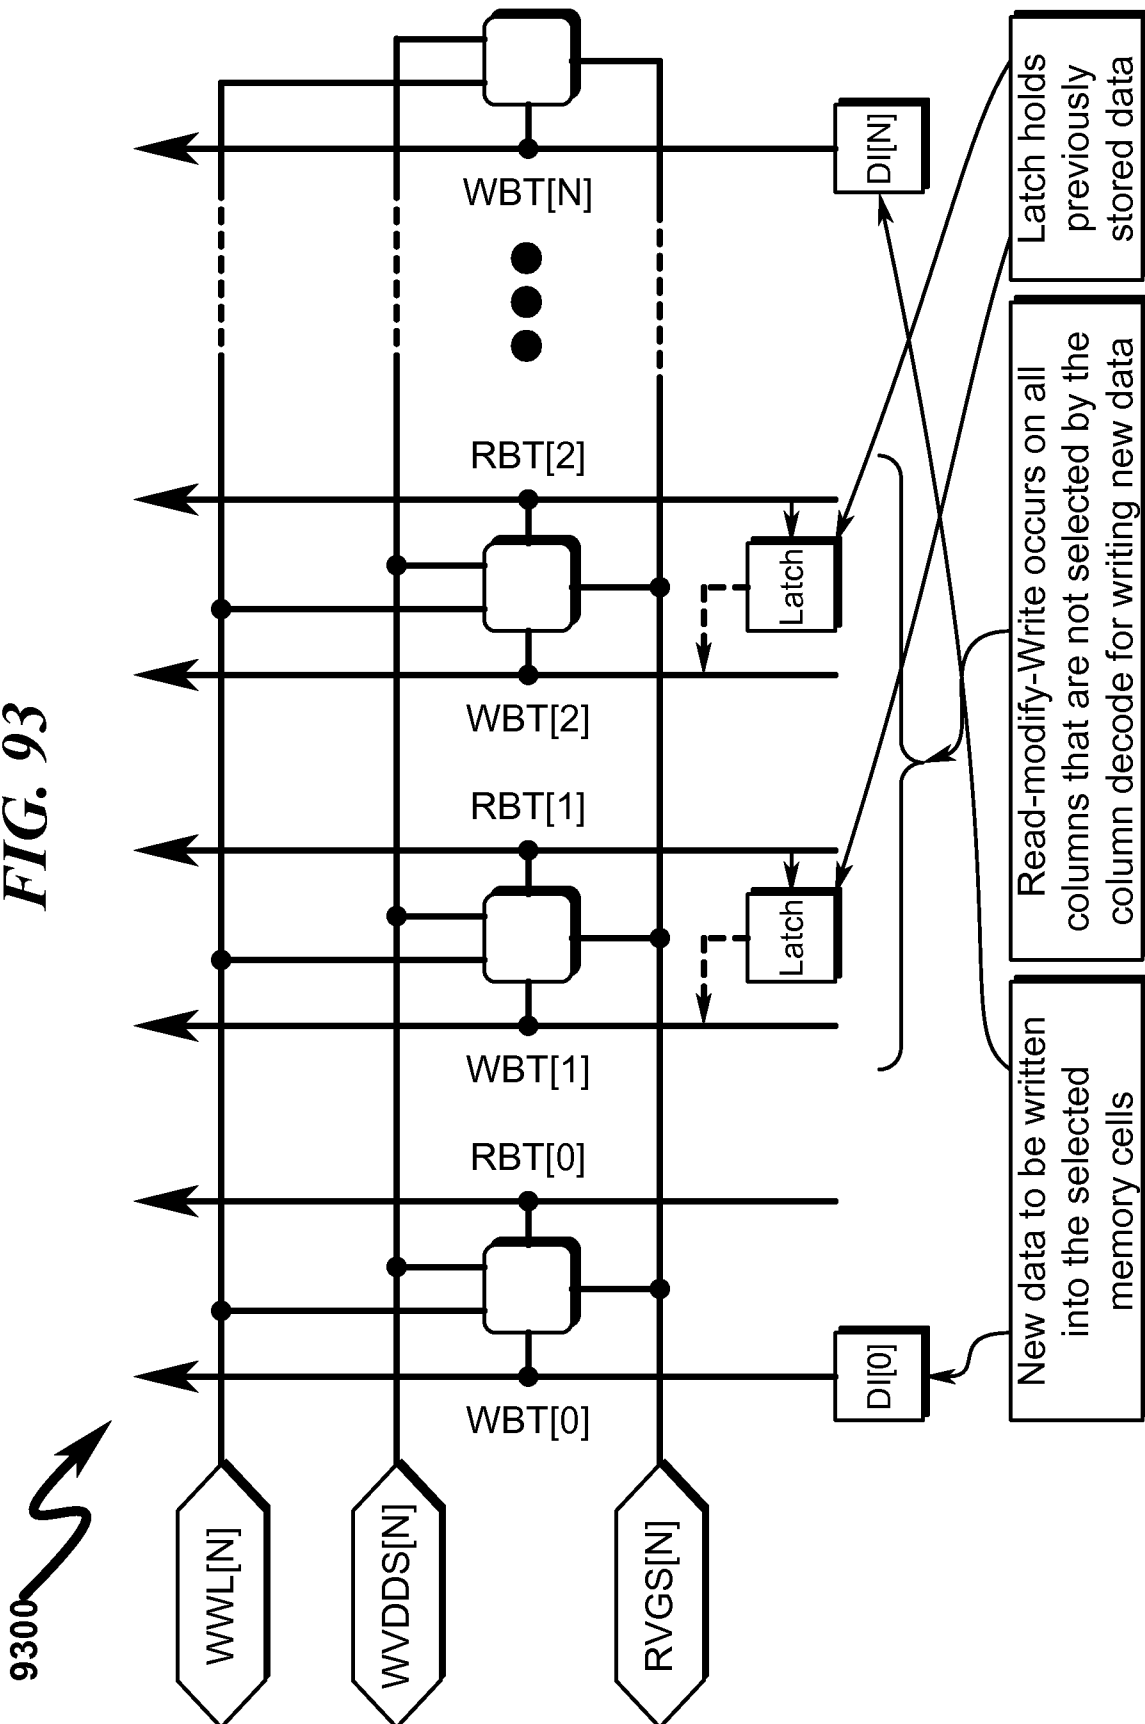 FIG. 93
9300
WWL[N]
WVDDS[N]
RVGS[N]
WBT[0]
RBT[0]
WBT[1]
RBT[1]
WBT[2]
RBT[2]
WBT[N]
DI[0]
Latch
Latch
DI[N]
New data to be written
into the selected
memory cells
Read-modify-Write occurs on all
columns that are not selected by the
column decode for writing new data
Latch holds
previously
stored data